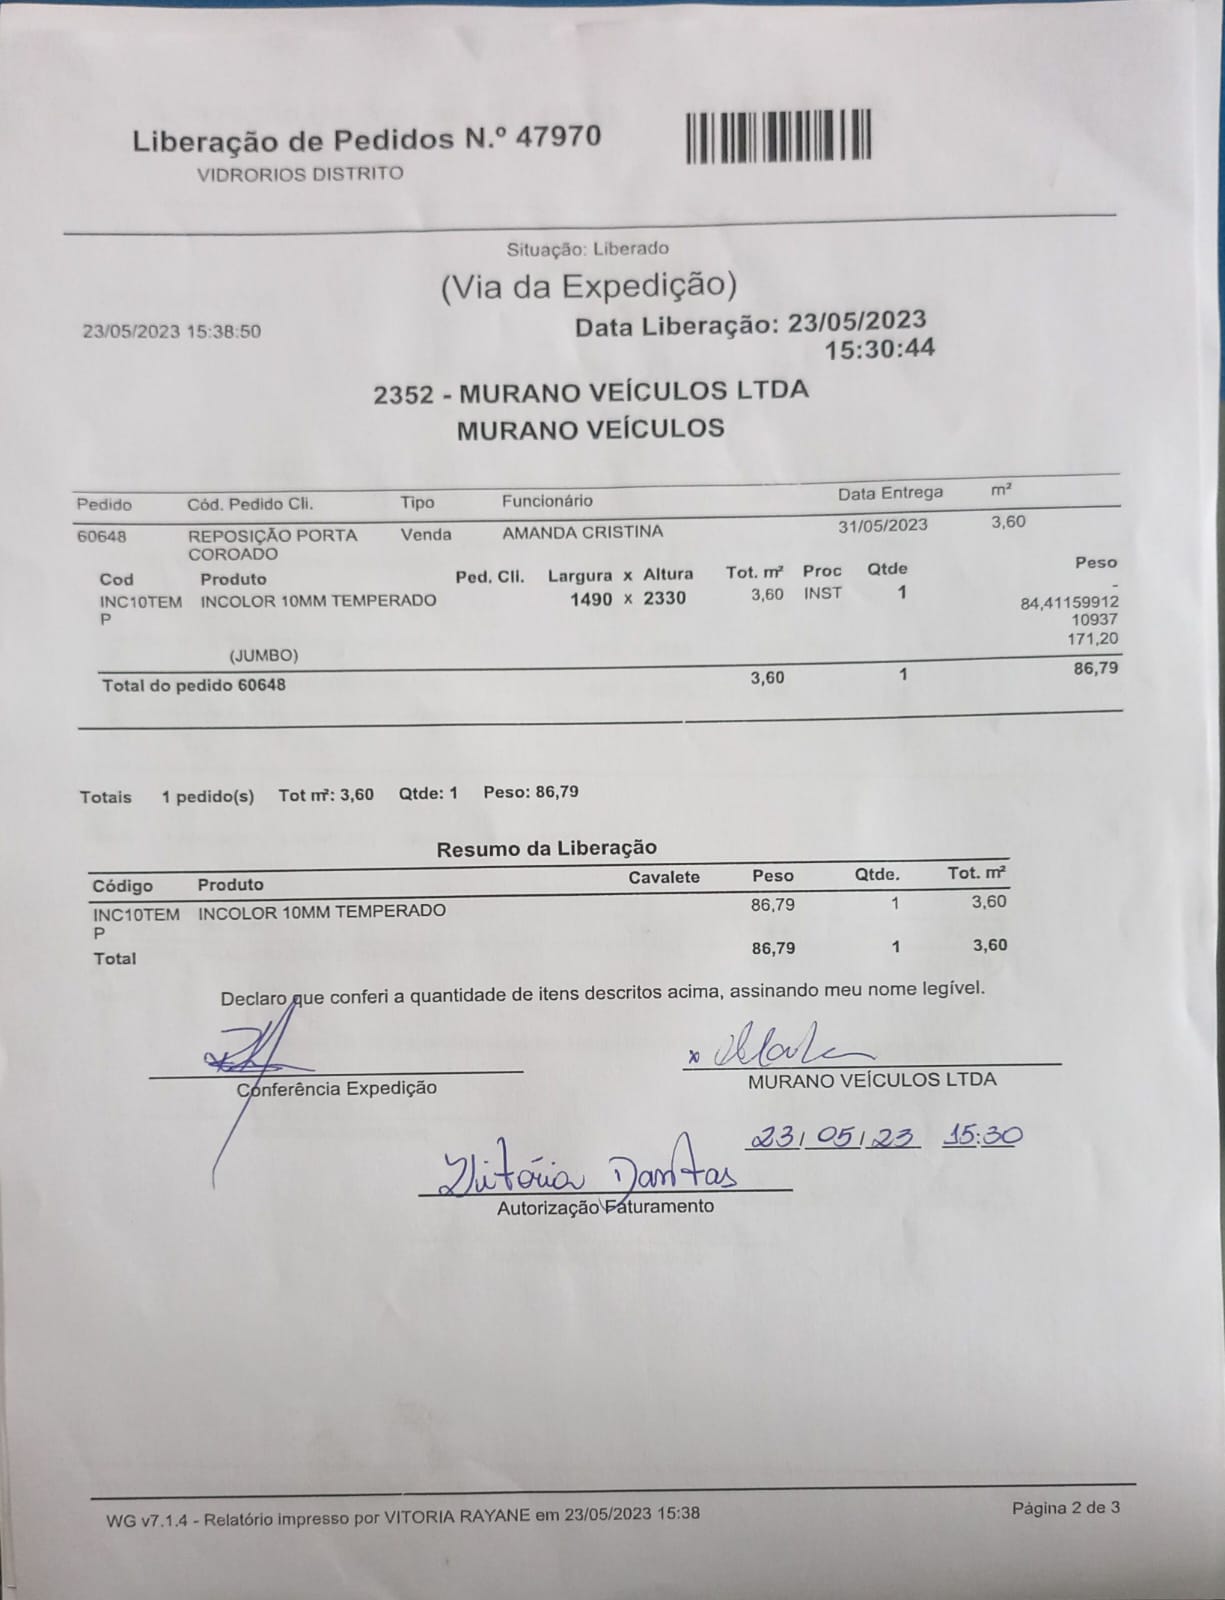 Liberação de Pedidos N.º 47970
VIDRORIOS DISTRITO
Situação: Liberado
(Via da Expedição)
23/05/2023 15:38:50
Data Liberação: 23/05/2023
15:30:44
2352 - MURANO VEÍCULOS LTDA
MURANO VEÍCULOS
Pedido Cód. Pedido Cli. Tipo Funcionário Data Entrega m²
60648 REPOSIÇÃO PORTA Venda AMANDA CRISTINA 31/05/2023 3,60
COROADO
Cod Produto Ped. Cli. Largura x Altura Tot. m² Proc Qtde Peso
INC10TEM INCOLOR 10MM TEMPERADO 1490 x 2330 3,60 INST 1 -
P 84,41159912
10937
171,20
(JUMBO)
Total do pedido 60648 3,60 1 86,79
Totais 1 pedido(s) Tot m²: 3,60 Qtde: 1 Peso: 86,79
Resumo da Liberação
Código Produto Cavalete Peso Qtde. Tot. m²
INC10TEM INCOLOR 10MM TEMPERADO 86,79 1 3,60
P
Total 86,79 1 3,60
Declaro que conferi a quantidade de itens descritos acima, assinando meu nome legível.
Conferência Expedição
x
MURANO VEÍCULOS LTDA
23/05/23 15:30
Vitória Dantas
Autorização Faturamento
WG v7.1.4 - Relatório impresso por VITORIA RAYANE em 23/05/2023 15:38
Página 2 de 3